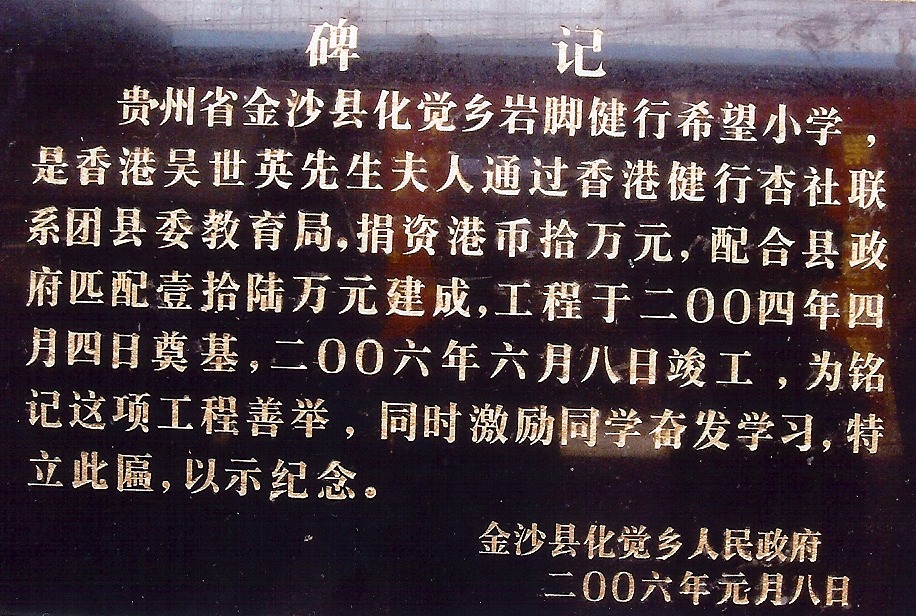 碑 记
贵州省金沙县化觉乡岩脚健行希望小学，
是香港吴世英先生夫人通过香港健行杏社联
系团县委教育局，捐资港币拾万元，配合县政
府匹配壹拾陆万元建成，工程于二〇〇四年四
月四日奠基，二〇〇六年六月八日竣工，为铭
记这项工程善举，同时激励同学奋发学习，特
立此匾，以示纪念。
金沙县化觉乡人民政府
二〇〇六年元月八日